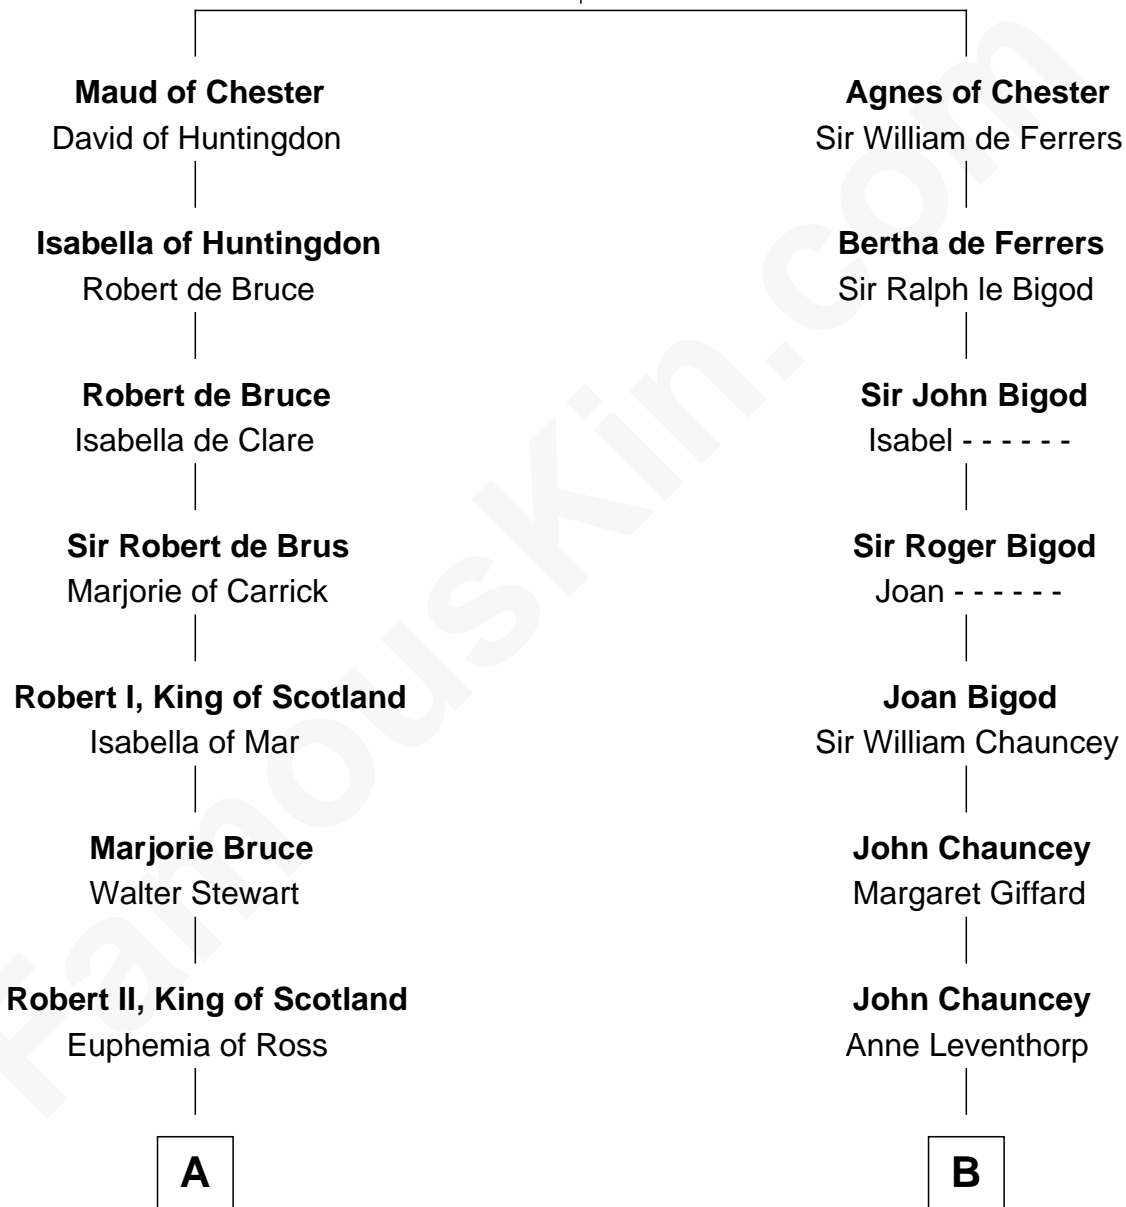 Maud of Chester
David of Huntingdon
Isabella of Huntingdon
Robert de Bruce
Robert de Bruce
Isabella de Clare
Sir Robert de Brus
Marjorie of Carrick
Robert I, King of Scotland
Isabella of Mar
Marjorie Bruce
Walter Stewart
Robert II, King of Scotland
Euphemia of Ross
A
Agnes of Chester
Sir William de Ferrers
Bertha de Ferrers
Sir Ralph le Bigod
Sir John Bigod
Isabel - - - - - -
Sir Roger Bigod
Joan - - - - - -
Joan Bigod
Sir William Chauncey
John Chauncey
Margaret Giffard
John Chauncey
Anne Leventhorp
B
FamousKin.com